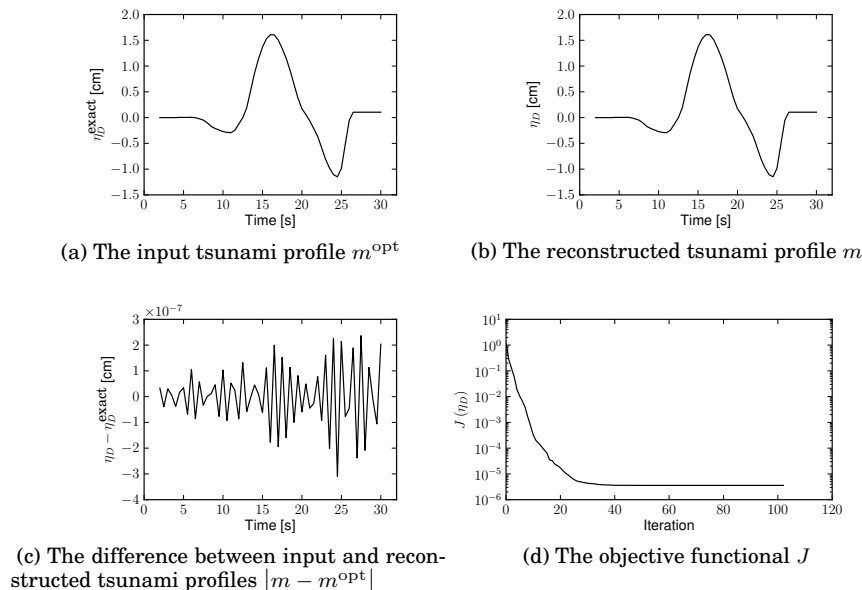 2.0
1.5
1.0
0.5
0.0
−0.5
−1.0
−1.5
η_D^exact [cm]
0 5 10 15 20 25 30
Time [s]
(a) The input tsunami profile m^opt
2.0
1.5
1.0
0.5
0.0
−0.5
−1.0
−1.5
η_D [cm]
0 5 10 15 20 25 30
Time [s]
(b) The reconstructed tsunami profile m
×10^−7
3
2
1
0
−1
−2
−3
−4
η_D − η_D^exact [cm]
0 5 10 15 20 25 30
Time [s]
(c) The difference between input and recon-
structed tsunami profiles |m − m^opt|
10^1
10^0
10^−1
10^−2
10^−3
10^−4
10^−5
10^−6
J (η_D)
0 20 40 60 80 100 120
Iteration
(d) The objective functional J